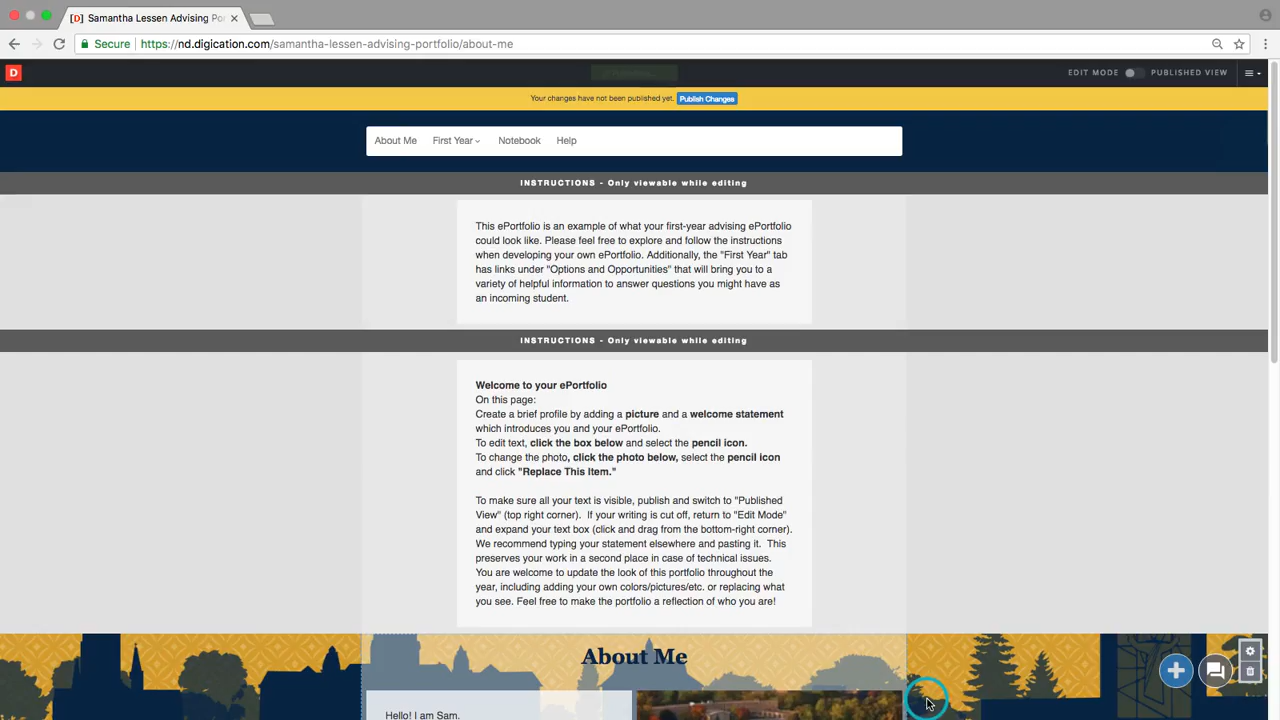 [D] Samantha Lessen Advising Por
Secure https://nd.digication.com/samantha-lessen-advising-portfolio/about-me
D
EDIT MODE PUBLISHED VIEW
Your changes have not been published yet. Publish Changes
About Me First Year Notebook Help
INSTRUCTIONS - Only viewable while editing
This ePortfolio is an example of what your first-year advising ePortfolio
could look like. Please feel free to explore and follow the instructions
when developing your own ePortfolio. Additionally, the "First Year" tab
has links under "Options and Opportunities" that will bring you to a
variety of helpful information to answer questions you might have as
an incoming student.
INSTRUCTIONS - Only viewable while editing
Welcome to your ePortfolio
On this page:
Create a brief profile by adding a picture and a welcome statement
which introduces you and your ePortfolio.
To edit text, click the box below and select the pencil icon.
To change the photo, click the photo below, select the pencil icon
and click "Replace This Item."
To make sure all your text is visible, publish and switch to "Published
View" (top right corner). If your writing is cut off, return to "Edit Mode"
and expand your text box (click and drag from the bottom-right corner).
We recommend typing your statement elsewhere and pasting it. This
preserves your work in a second place in case of technical issues.
You are welcome to update the look of this portfolio throughout the
year, including adding your own colors/pictures/etc. or replacing what
you see. Feel free to make the portfolio a reflection of who you are!
About Me
Hello! I am Sam.